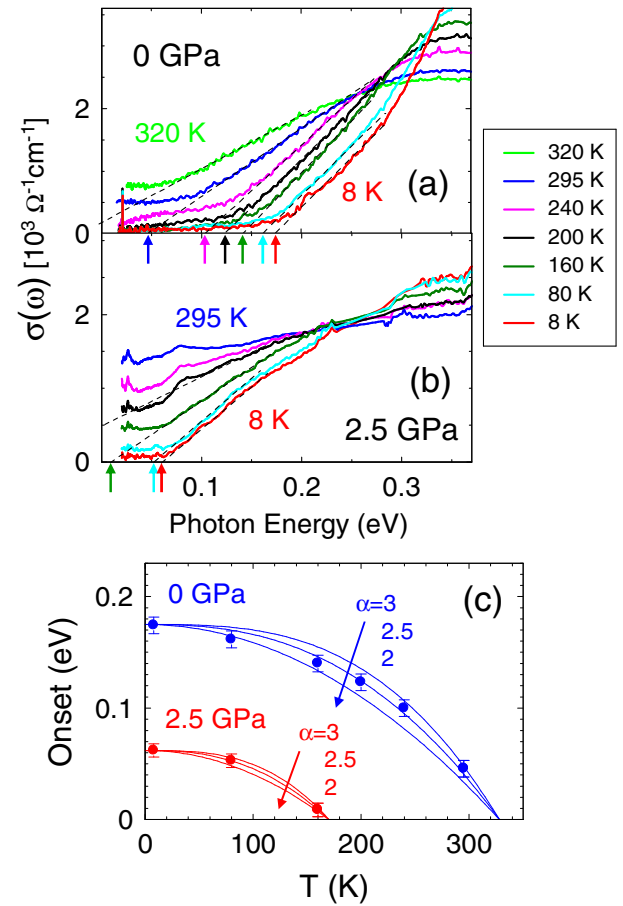 0 GPa
320 K
8 K
(a)
2
0
σ(ω) [10³ Ω⁻¹cm⁻¹]
295 K
(b)
8 K
2.5 GPa
2
0
0.1
0.2
0.3
Photon Energy (eV)
320 K
295 K
240 K
200 K
160 K
80 K
8 K
0 GPa
(c)
α=3
2.5
2
2.5 GPa
α=3
2.5
2
0.2
0.1
0
Onset (eV)
0
100
200
300
T (K)